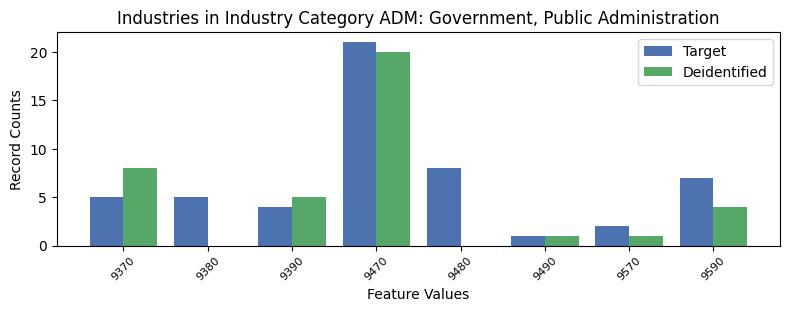 Industries in Industry Category ADM: Government, Public Administration
Target
Deidentified
Record Counts
20
15
10
5
0
9370 9380 9390 9470 9480 9490 9570 9590
Feature Values